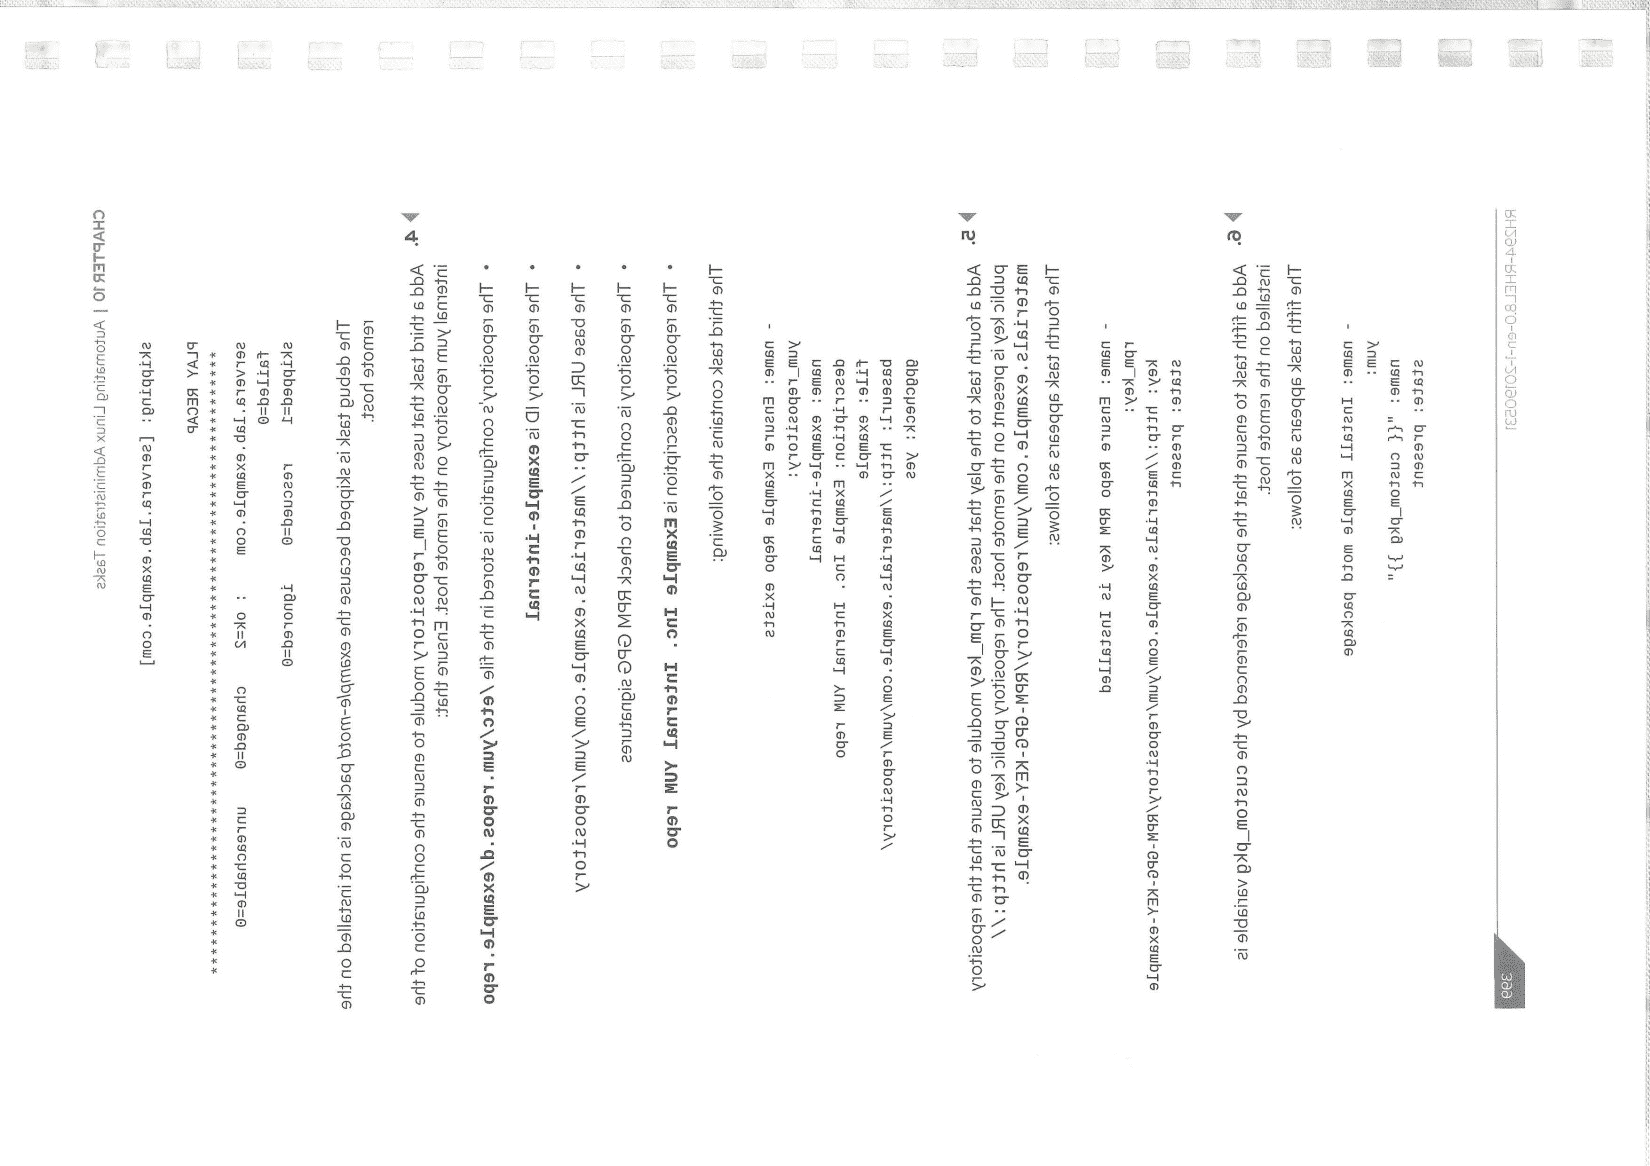 CHAPTER 10 | Automating Linux Administration Tasks
skipping: [servera.lab.example.com]
PLAY RECAP
*********************************************************************
servera.lab.example.com : ok=2 changed=0 unreachable=0
failed=0
skipped=1 rescued=0 ignored=0
The debug task is skipped because the example-motd package is not installed on the
remote host.
4. Add a third task that uses the yum_repository module to ensure the configuration of the
internal yum repository on the remote host. Ensure that:
• The repository's configuration is stored in the file /etc/yum.repos.d/example.repo
• The repository ID is example-internal
• The base URL is http://materials.example.com/yum/repository
• The repository is configured to check RPM GPG signatures
• The repository description is Example Inc. Internal YUM repo
The third task contains the following:
- name: Ensure Example Repo exists
yum_repository:
name: example-internal
description: Example Inc. Internal YUM repo
file: example
baseurl: http://materials.example.com/yum/repository/
gpgcheck: yes
5. Add a fourth task to the play that uses the rpm_key module to ensure that the repository
public key is present on the remote host. The repository public key URL is http://
materials.example.com/yum/repository/RPM-GPG-KEY-example.
The fourth task appears as follows:
- name: Ensure Repo RPM Key is Installed
rpm_key:
key: http://materials.example.com/yum/repository/RPM-GPG-KEY-example
state: present
6. Add a fifth task to ensure that the package referenced by the custom_pkg variable is
installed on the remote host.
The fifth task appears as follows:
- name: Install Example motd package
yum:
name: "{{ custom_pkg }}"
state: present
RH294-RHEL8.0-en-1-20190531
399